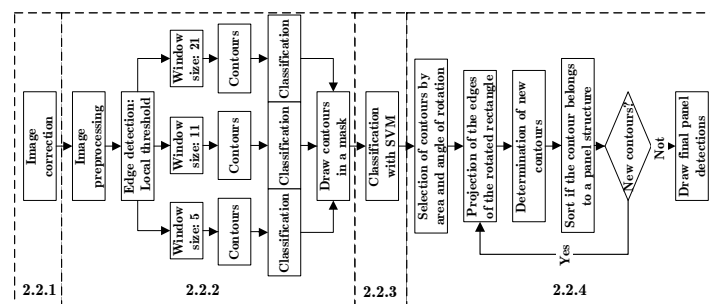 Image
correction
Image
preprocessing
Edge detection:
Local threshold
Window
size: 21
Contours
Classification
Window
size: 11
Contours
Classification
Window
size: 5
Contours
Classification
Draw contours
in a mask
Classification
with SVM
Selection of contours by
area and angle of rotation
Projection of the edges
of the rotated rectangle
Determination of new
contours
Sort if the contour belongs
to a panel structure
New contours?
Yes
Not
Draw final panel
detections
2.2.1
2.2.2
2.2.3
2.2.4